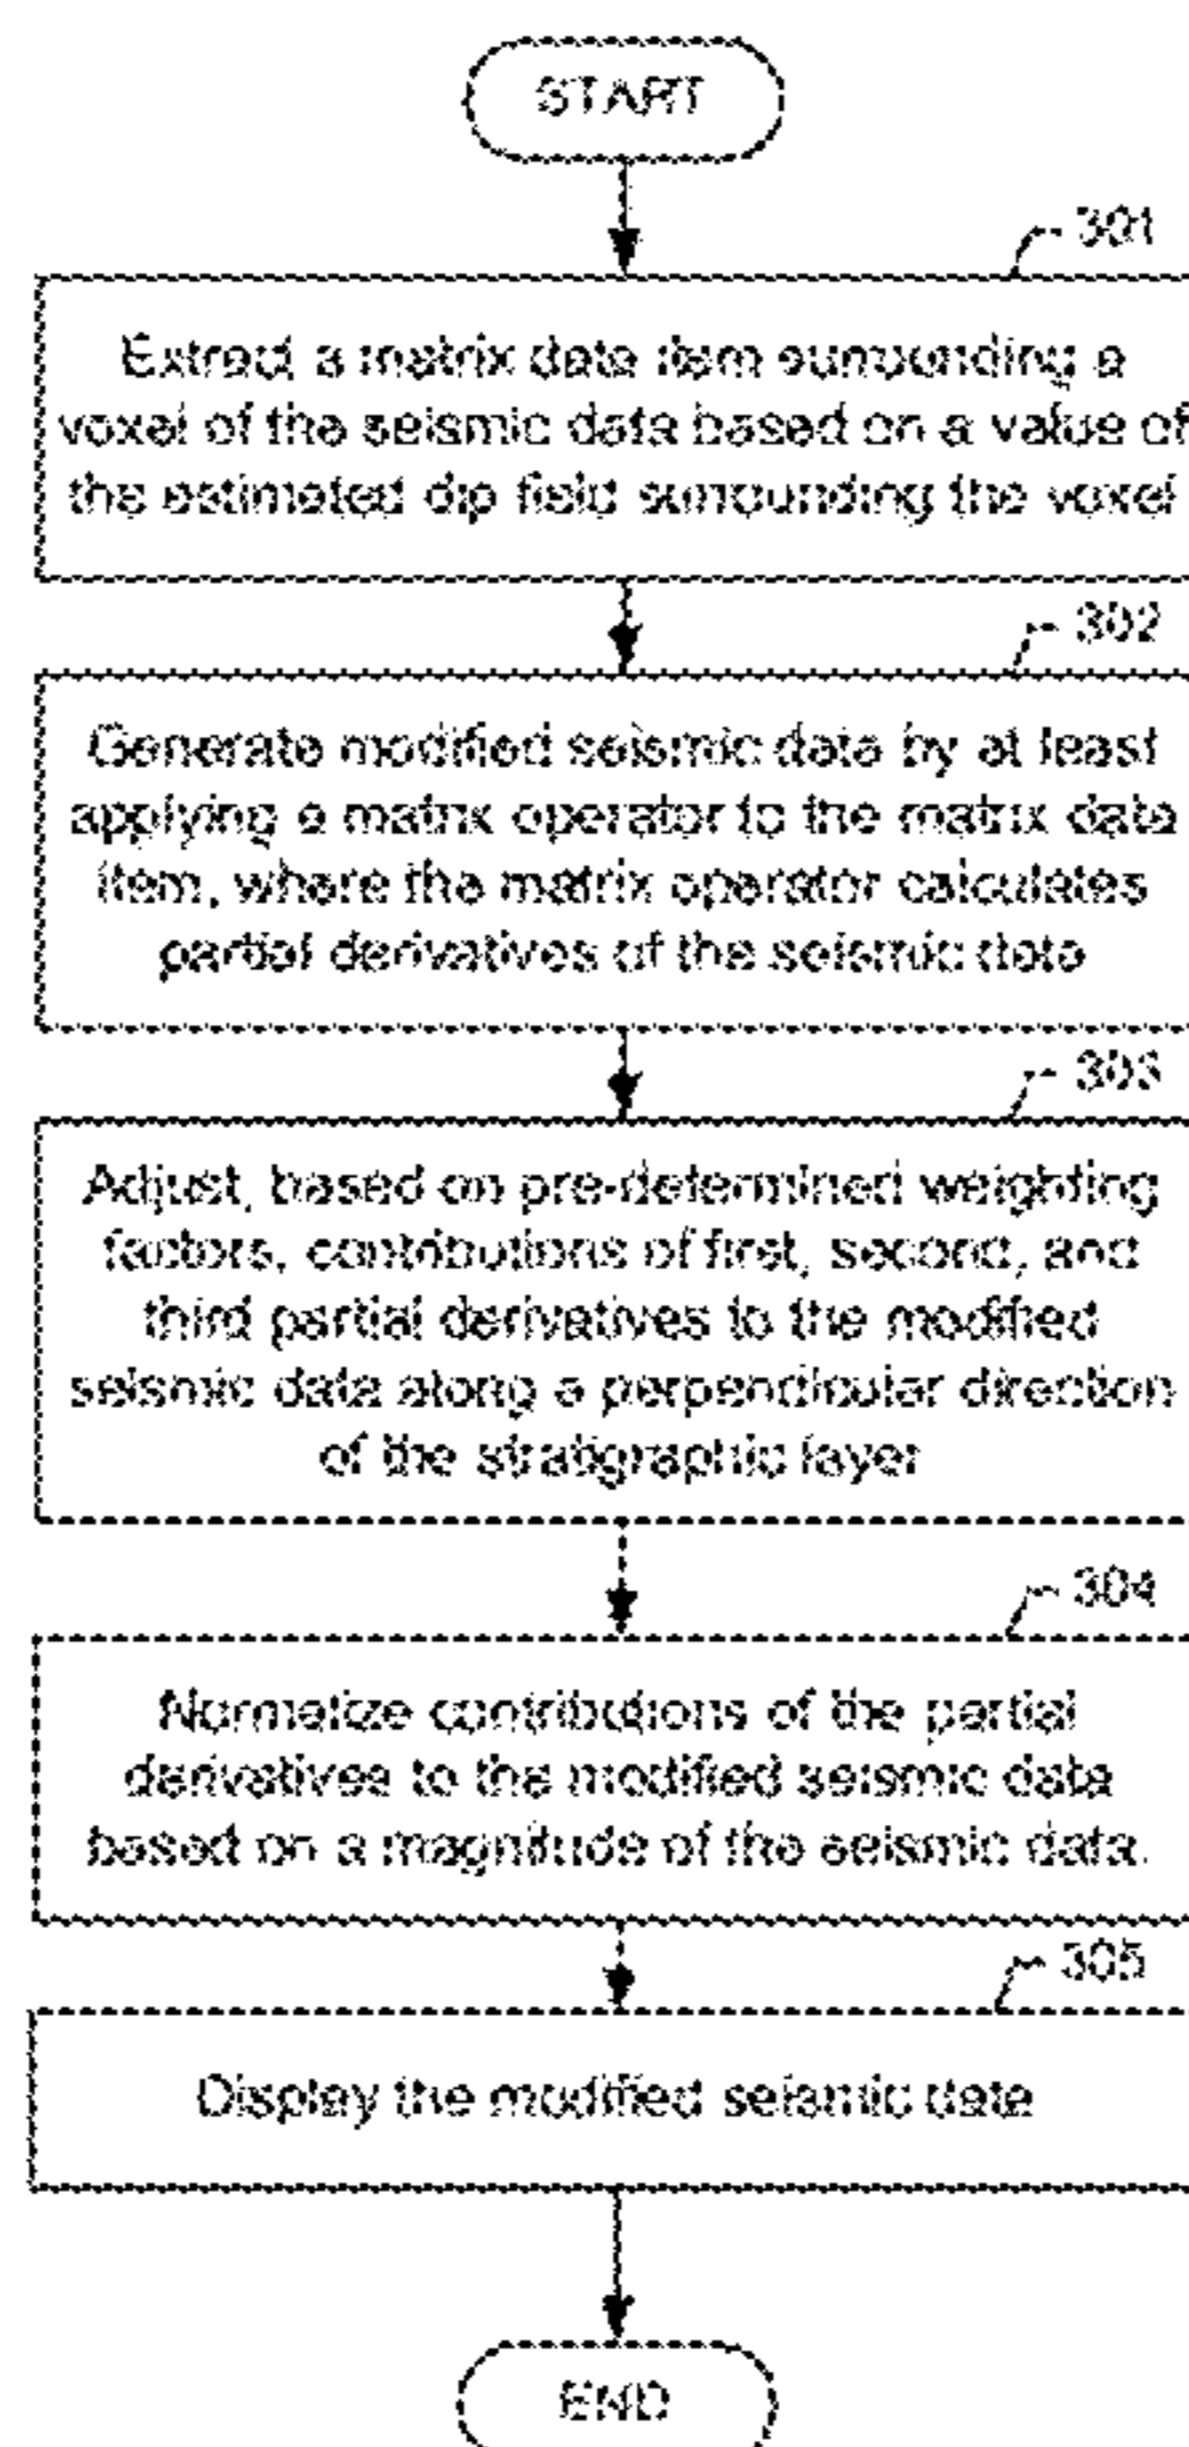 START
301
Extract a matrix data item surrounding a
voxel of the seismic data based on a value of
the estimated dip field surrounding the voxel
302
Generate modified seismic data by at least
applying a matrix operator to the matrix data
item, where the matrix operator calculates
partial derivatives of the seismic data
303
Adjust, based on pre-determined weighting
factors, contributions of first, second, and
third partial derivatives to the modified
seismic data along a perpendicular direction
of the stratigraphic layer
304
Normalize contributions of the partial
derivatives to the modified seismic data
based on a magnitude of the seismic data.
305
Display the modified seismic data
END